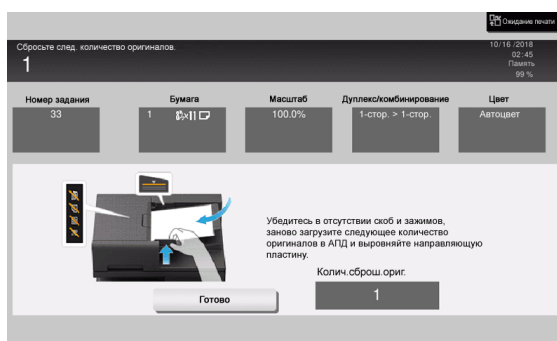 Ожидание печати
Сбросьте след. количество оригиналов.
1
10/16 /2018
02:45
Память
99 %
Номер задания
Бумага
Масштаб
Дуплекс/комбинирование
Цвет
33
1
100.0%
1-стор. > 1-стор.
Автоцвет
Убедитесь в отсутствии скоб и зажимов,
заново загрузите следующее количество
оригиналов в АПД и выровняйте направляющую
пластину.
Колич.сброш.ориг.
1
Готово